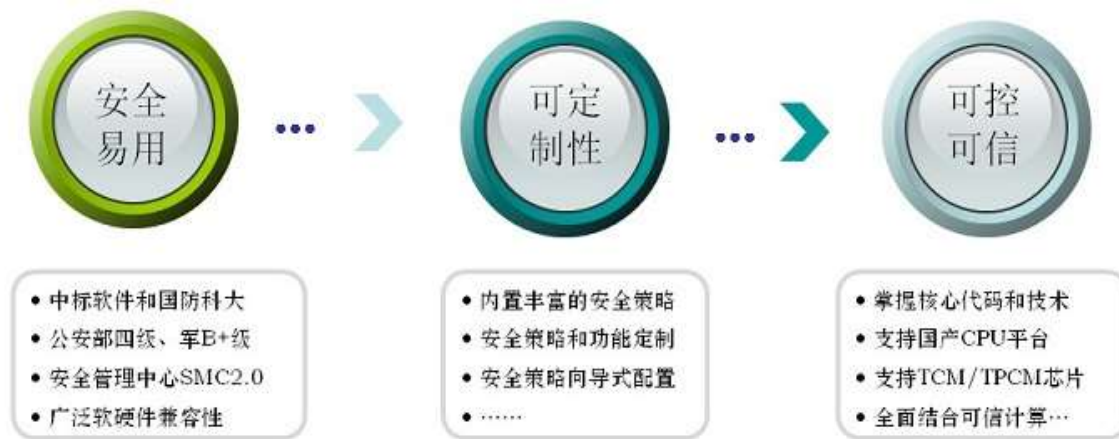 安全
易用
可定
制性
可控
可信
• 中标软件和国防科大
• 公安部四级、军B+级
• 安全管理中心SMC2.0
• 广泛软硬件兼容性
• 内置丰富的安全策略
• 安全策略和功能定制
• 安全策略向导式配置
• ……
• 掌握核心代码和技术
• 支持国产CPU平台
• 支持TCM/TPCM芯片
• 全面结台可信计算…